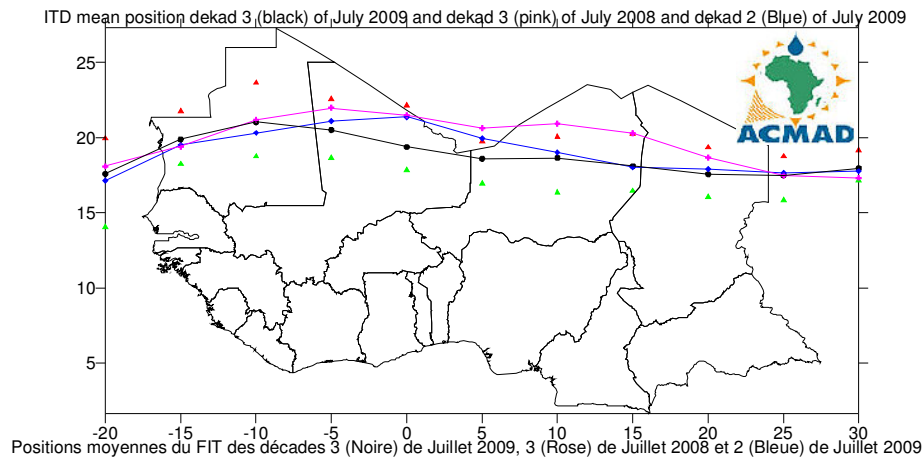 ITD mean position dekad 3 (black) of July 2009 and dekad 3 (pink) of July 2008 and dekad 2 (Blue) of July 2009
ACMAD
25
20
15
10
5
-20 -15 -10 -5 0 5 10 15 20 25 30
Positions moyennes du FIT des décades 3 (Noire) de Juillet 2009, 3 (Rose) de Juillet 2008 et 2 (Bleue) de Juillet 2009